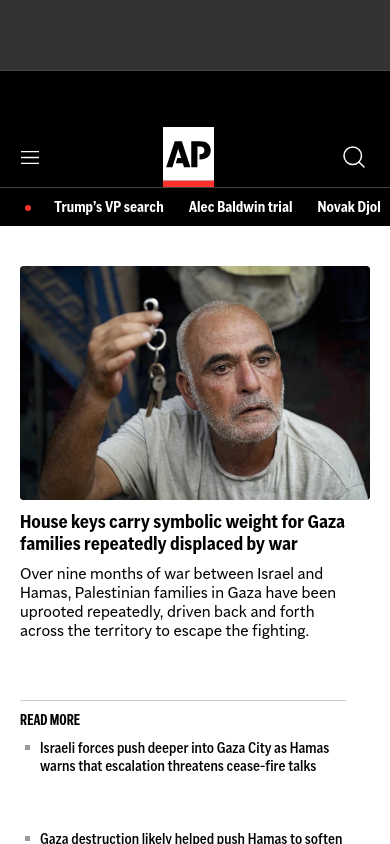 AP
Trump's VP search
Alec Baldwin trial
Novak Djol
House keys carry symbolic weight for Gaza
families repeatedly displaced by war
Over nine months of war between Israel and
Hamas, Palestinian families in Gaza have been
uprooted repeatedly, driven back and forth
across the territory to escape the fighting.
READ MORE
Israeli forces push deeper into Gaza City as Hamas
warns that escalation threatens cease-fire talks
Gaza destruction likely helped push Hamas to soften